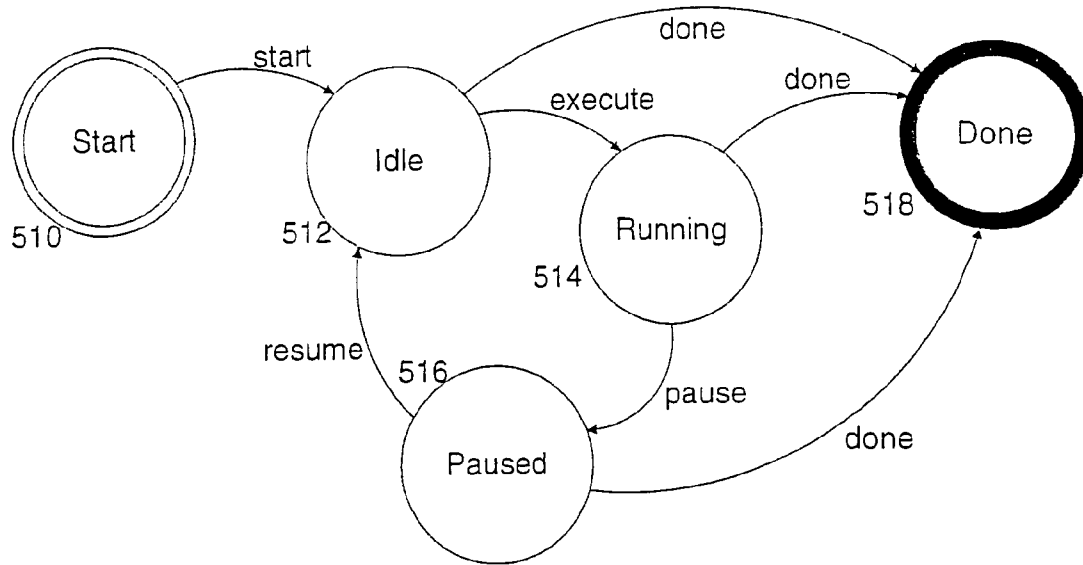 done
start
done
execute
Start
Idle
Done
Running
510
512
518
514
resume
516
pause
done
Paused